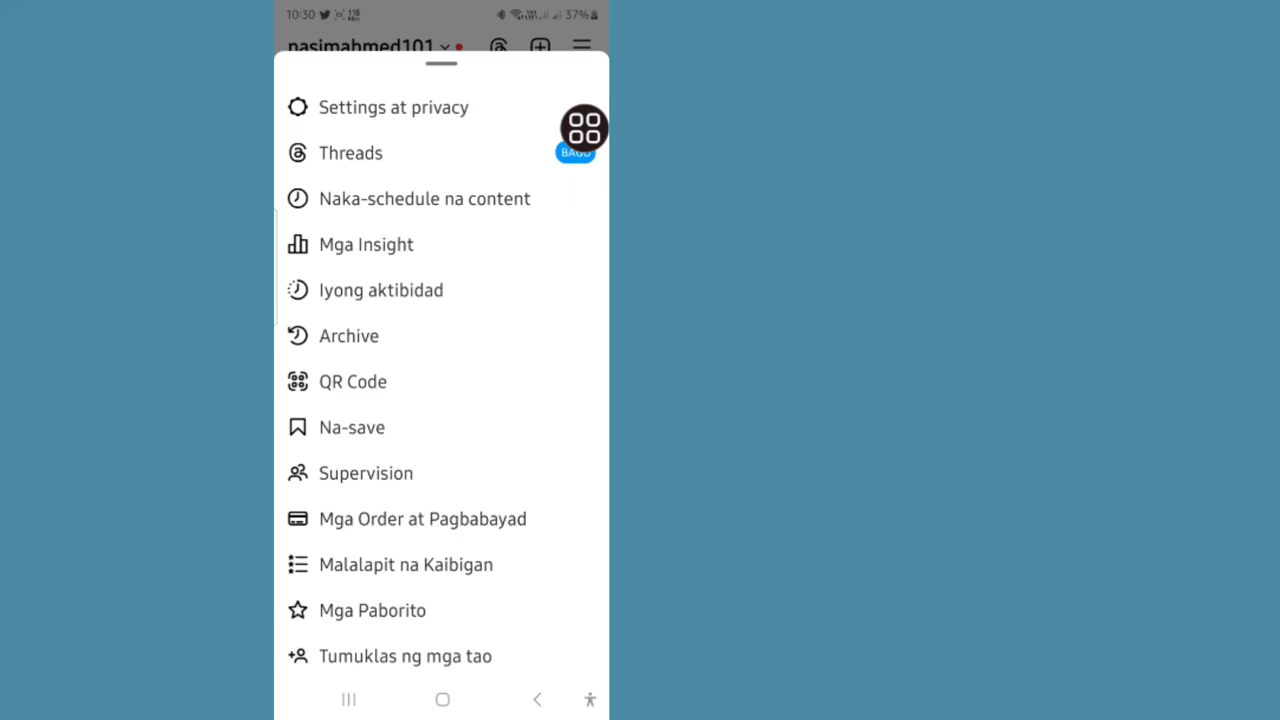 10:30 37%
nasimahmed101
Settings at privacy
Threads
BAGO
Naka-schedule na content
Mga Insight
Iyong aktibidad
Archive
QR Code
Na-save
Supervision
Mga Order at Pagbabayad
Malalapit na Kaibigan
Mga Paborito
Tumuklas ng mga tao